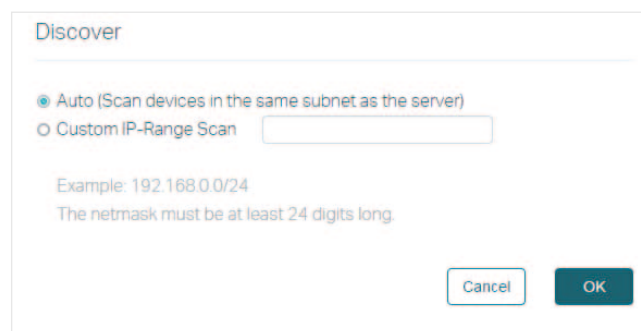 Discover
Auto (Scan devices in the same subnet as the server)
Custom IP-Range Scan
Example: 192.168.0.0/24
The netmask must be at least 24 digits long.
Cancel OK